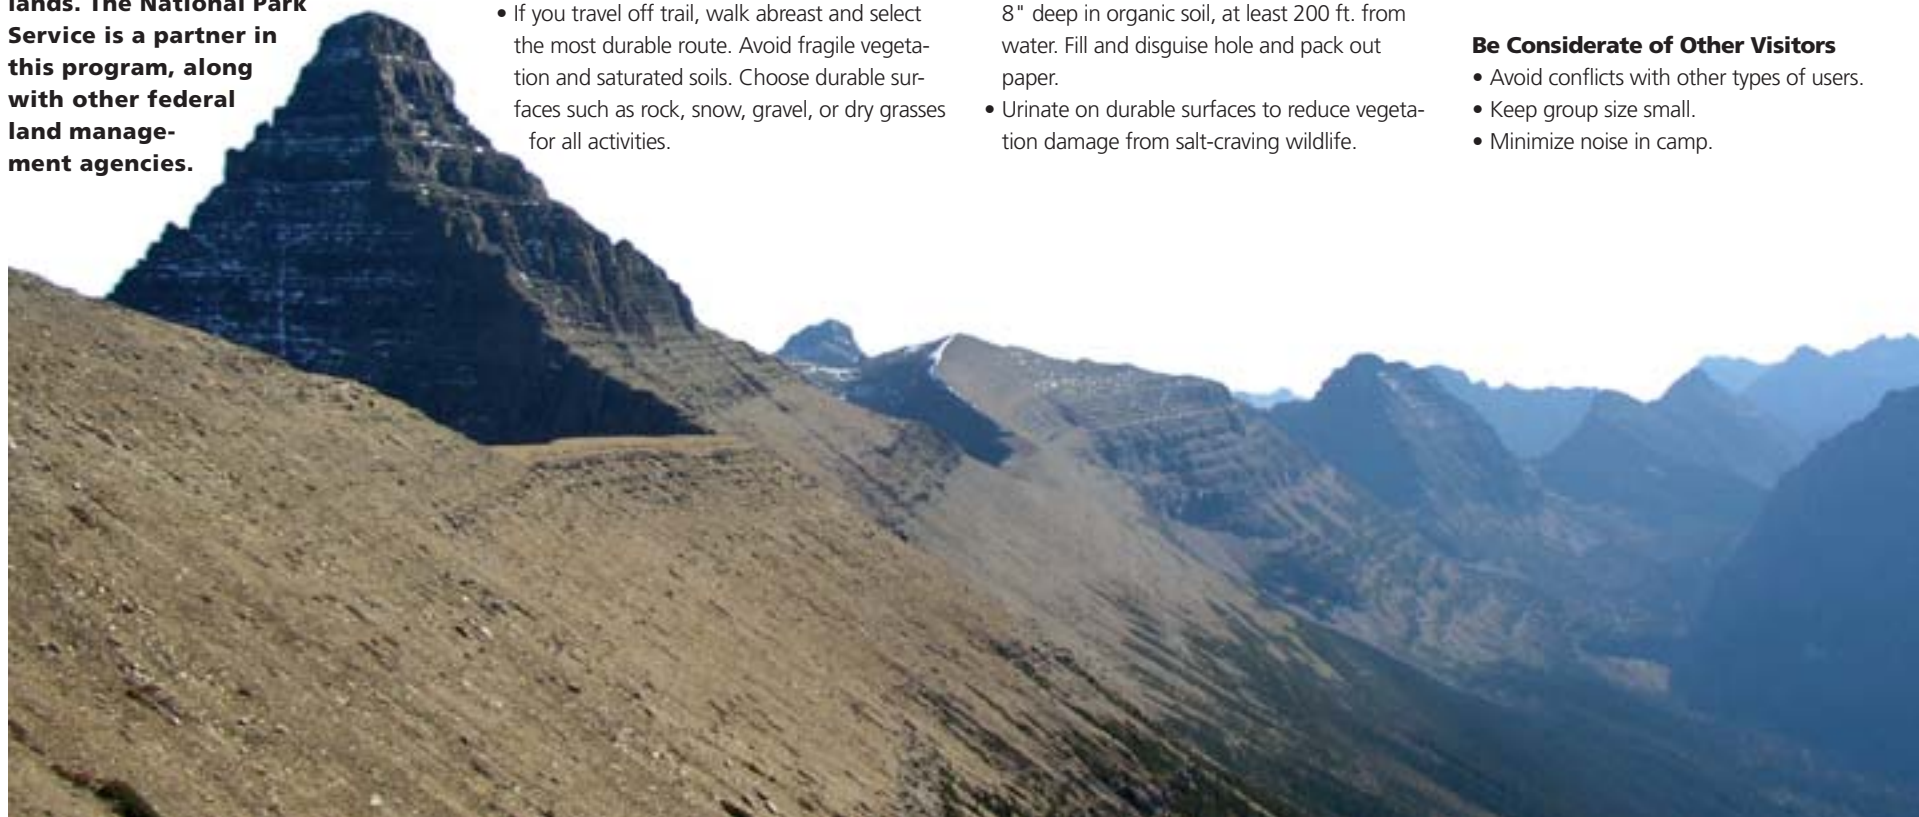 lands. The National Park
Service is a partner in
this program, along
with other federal
land manage-
ment agencies.
• If you travel off trail, walk abreast and select
the most durable route. Avoid fragile vegeta-
tion and saturated soils. Choose durable sur-
faces such as rock, snow, gravel, or dry grasses
for all activities.
8" deep in organic soil, at least 200 ft. from
water. Fill and disguise hole and pack out
paper.
• Urinate on durable surfaces to reduce vegeta-
tion damage from salt-craving wildlife.
Be Considerate of Other Visitors
• Avoid conflicts with other types of users.
• Keep group size small.
• Minimize noise in camp.